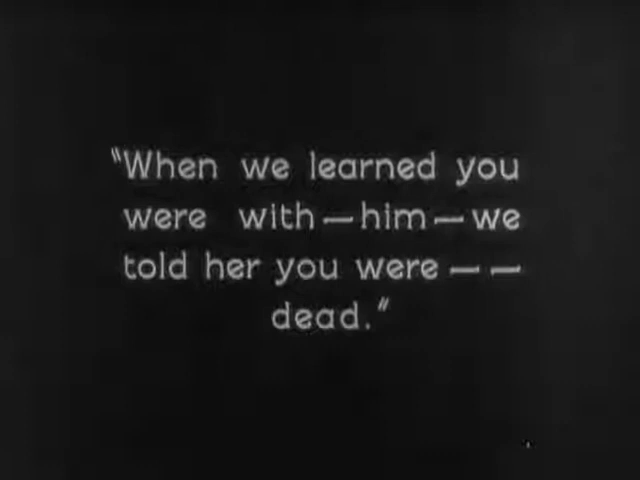 "When we learned you
were with — him — we
told her you were — —
dead."